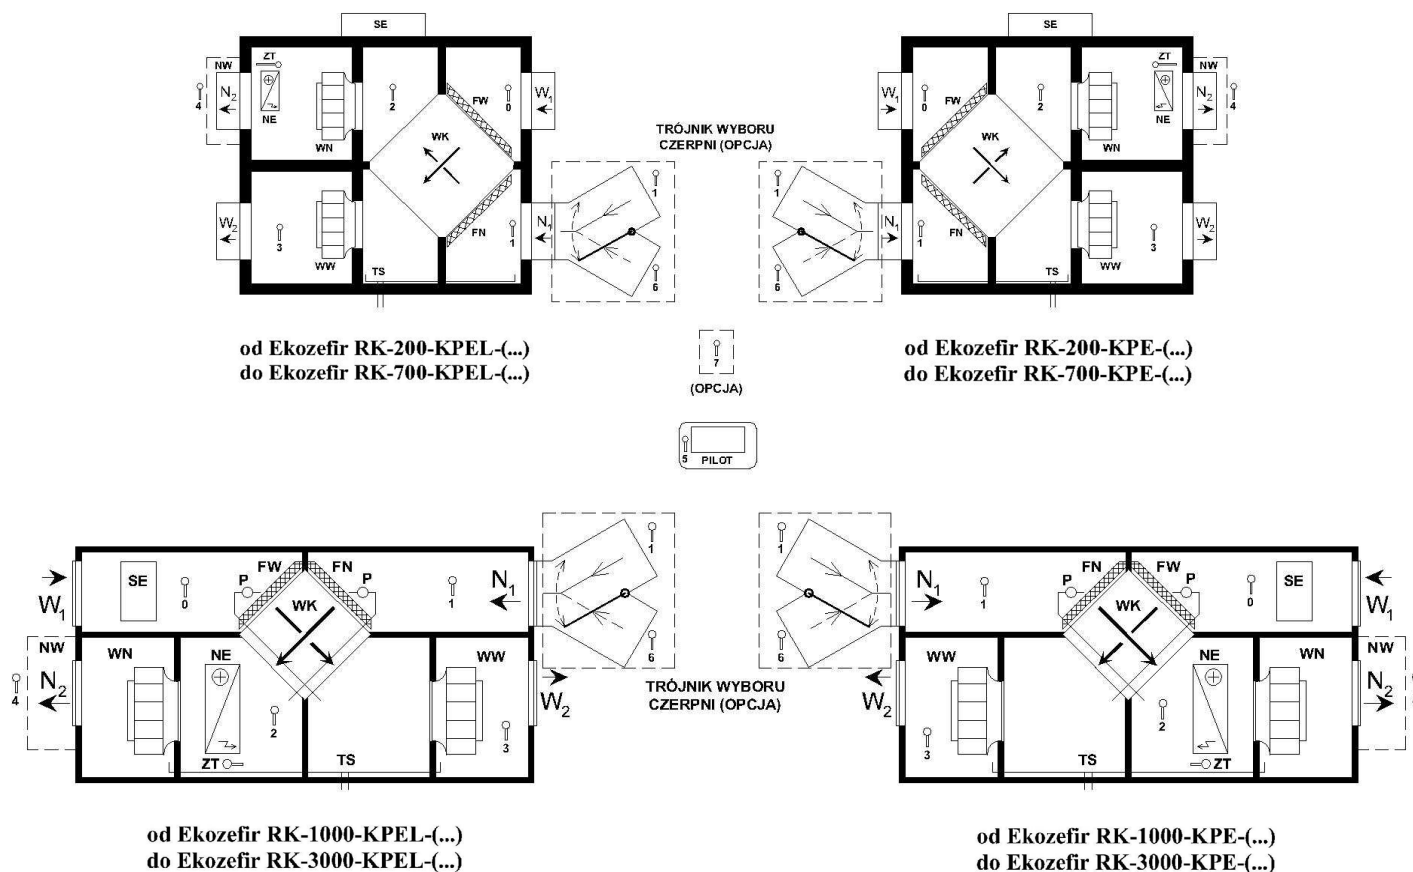 SE
ZT
NW
N2
4
NE
WN
2
FW
0
W1
WK
W2
3
WW
FN
1
N1
TS
1
6
TRÓJNIK WYBORU
CZERPNI (OPCJA)
SE
W1
0
FW
2
ZT
NW
N2
4
NE
WN
WK
1
6
N1
1
FN
TS
WW
3
W2
od Ekozefir RK-200-KPEL-(...)
do Ekozefir RK-700-KPEL-(...)
7
(OPCJA)
5
PILOT
od Ekozefir RK-200-KPE-(...)
do Ekozefir RK-700-KPE-(...)
W1
SE
0
P
FW
FN
P
WK
1
N1
1
6
NW
N2
4
WN
NE
2
ZT
TS
WW
3
W2
TRÓJNIK WYBORU
CZERPNI (OPCJA)
1
6
N1
1
P
FN
FW
P
WK
0
SE
W1
W2
WW
3
TS
2
NE
ZT
WN
NW
N2
od Ekozefir RK-1000-KPEL-(...)
do Ekozefir RK-3000-KPEL-(...)
od Ekozefir RK-1000-KPE-(...)
do Ekozefir RK-3000-KPE-(...)